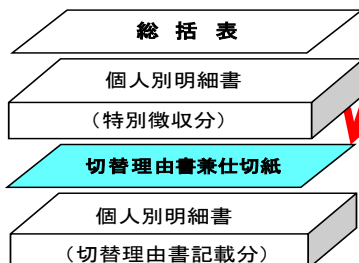 総括表
個人別明細書
（特別徴収分）
切替理由書兼仕切紙
個人別明細書
（切替理由書記載分）